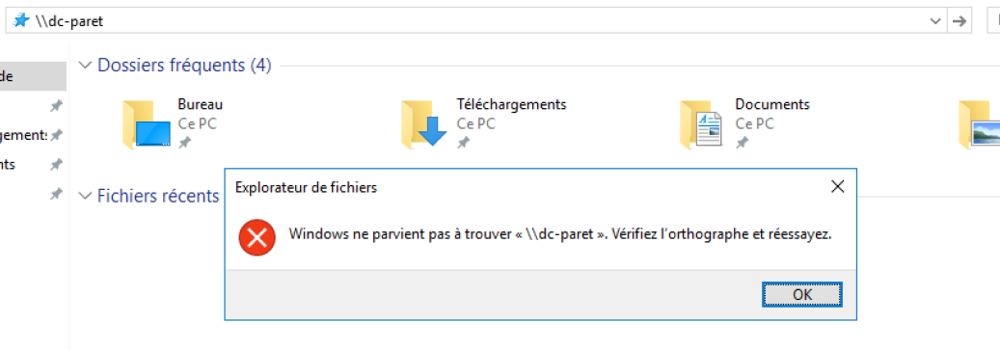 \\dc-paret
de
Dossiers fréquents (4)
Bureau
Ce PC
Téléchargements
Ce PC
Documents
Ce PC
gements
nts
Fichiers récents
Explorateur de fichiers
Windows ne parvient pas à trouver « \\dc-paret ». Vérifiez l'orthographe et réessayez.
OK